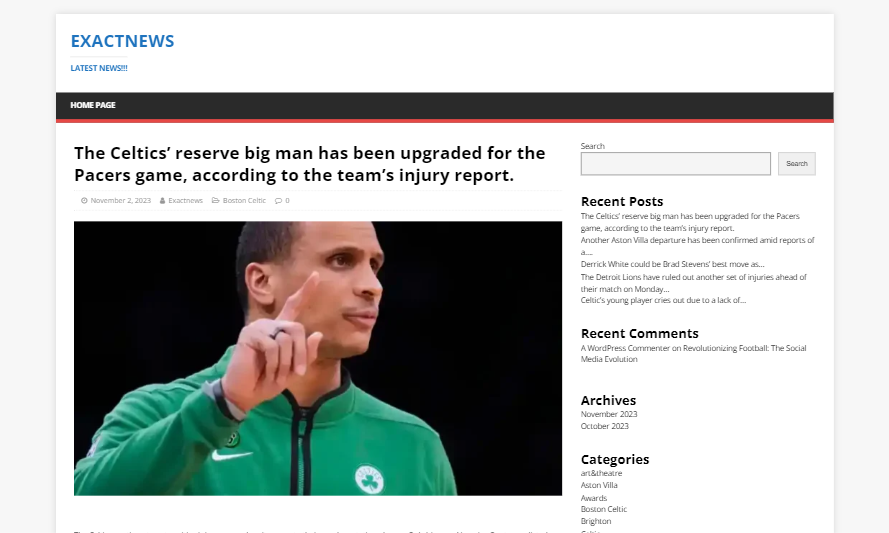 EXACTNEWS
LATEST NEWS!!!
HOME PAGE
The Celtics’ reserve big man has been upgraded for the
Pacers game, according to the team’s injury report.
November 2, 2023 Exactnews Boston Celtic 0
Search
Search
Recent Posts
The Celtics’ reserve big man has been upgraded for the Pacers
game, according to the team’s injury report.
Another Aston Villa departure has been confirmed amid reports of
a….
Derrick White could be Brad Stevens’ best move as…
The Detroit Lions have ruled out another set of injuries ahead of
their match on Monday…
Celtic’s young player cries out due to a lack of…
Recent Comments
A WordPress Commenter on Revolutionizing Football: The Social
Media Evolution
Archives
November 2023
October 2023
Categories
art&theatre
Aston Villa
Awards
Boston Celtic
Brighton